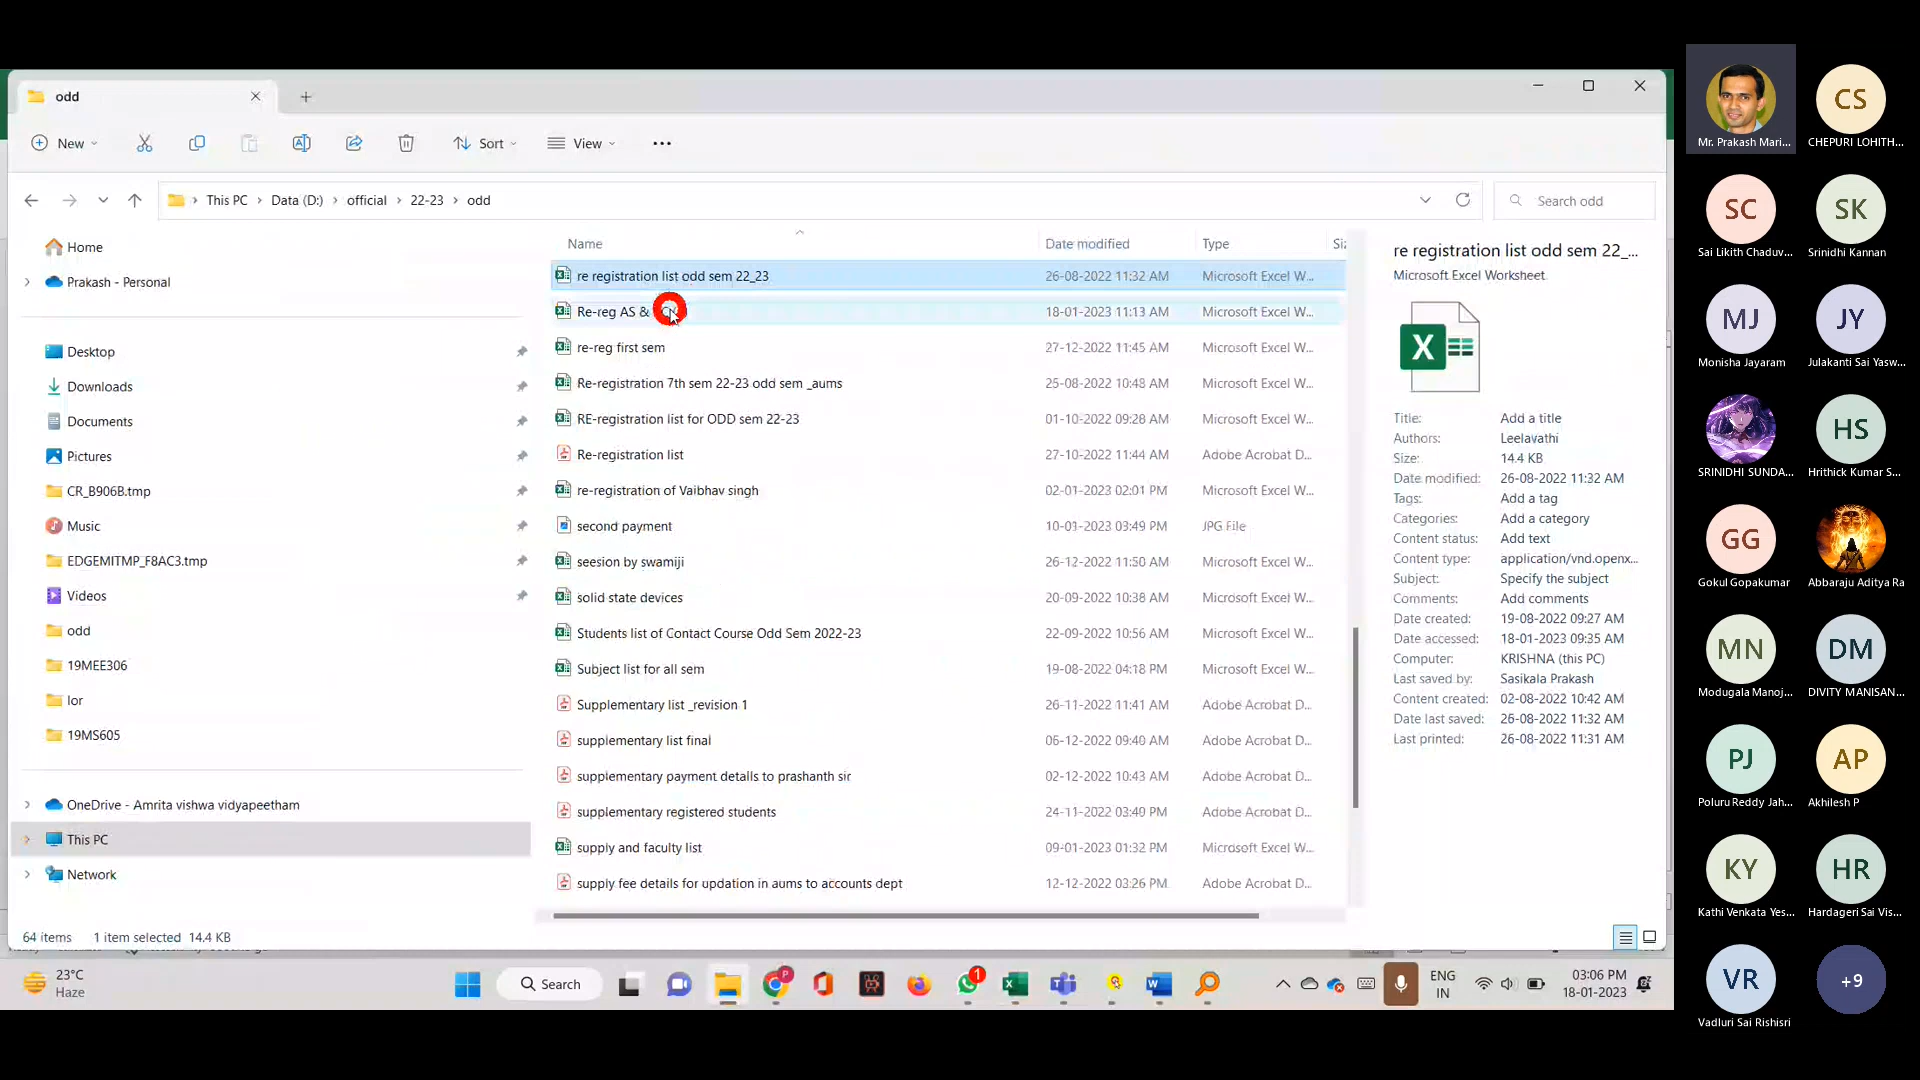 odd
New
Sort
View
This PC
Data (D:)
official
22-23
odd
Search odd
Home
Prakash - Personal
Desktop
Downloads
Documents
Pictures
CR_B906B.tmp
Music
EDGEMITMP_F8AC3.tmp
Videos
odd
19MEE306
lor
19MS605
OneDrive - Amrita vishwa vidyapeetham
This PC
Network
Name Date modified Type
re registration list odd sem 22_23 26-08-2022 11:32 AM Microsoft Excel W...
Re-reg AS & 18-01-2023 11:13 AM Microsoft Excel W...
re-reg first sem 27-12-2022 11:45 AM Microsoft Excel W...
Re-registration 7th sem 22-23 odd sem _aums 25-08-2022 10:48 AM Microsoft Excel W...
RE-registration list for ODD sem 22-23 01-10-2022 09:28 AM Microsoft Excel W...
Re-registration list 27-10-2022 11:44 AM Adobe Acrobat D...
re-registration of Vaibhav singh 02-01-2023 02:01 PM Microsoft Excel W...
second payment 10-01-2023 03:49 PM JPG File
seesion by swamiji 26-12-2022 11:50 AM Microsoft Excel W...
solid state devices 20-09-2022 10:38 AM Microsoft Excel W...
Students list of Contact Course Odd Sem 2022-23 22-09-2022 10:56 AM Microsoft Excel W...
Subject list for all sem 19-08-2022 04:18 PM Microsoft Excel W...
Supplementary list _revision 1 26-11-2022 11:41 AM Adobe Acrobat D...
supplementary list final 06-12-2022 09:40 AM Adobe Acrobat D...
supplementary payment details to prashanth sir 02-12-2022 10:43 AM Adobe Acrobat D...
supplementary registered students 24-11-2022 03:49 PM Adobe Acrobat D...
supply and faculty list 09-01-2023 01:32 PM Microsoft Excel W...
supply fee details for updation in aums to accounts dept 12-12-2022 03:26 PM Adobe Acrobat D...
re registration list odd sem 22_...
Microsoft Excel Worksheet
Title: Add a title
Authors: Leelavathi
Size: 14.4 KB
Date modified: 26-08-2022 11:32 AM
Tags: Add a tag
Categories: Add a category
Content status: Add text
Content type: application/vnd.openx...
Subject: Specify the subject
Comments: Add comments
Date created: 19-08-2022 09:27 AM
Date accessed: 18-01-2023 09:35 AM
Computer: KRISHNA (this PC)
Last saved by: Sasikala Prakash
Content created: 02-08-2022 10:42 AM
Date last saved: 26-08-2022 11:32 AM
Last printed: 26-08-2022 11:31 AM
64 items 1 item selected 14.4 KB
23°C
Haze
Search
1
P
ENG
IN
03:06 PM
18-01-2023
Mr. Prakash Mari...
CS
CHEPURI LOHITH...
SC
Sai Likith Chaduv...
SK
Srinidhi Kannan
MJ
Monisha Jayaram
JY
Julakanti Sai Yasw...
SRINIDHI SUNDA...
HS
Hrithick Kumar S...
GG
Gokul Gopakumar
Abbaraju Aditya Ra
MN
Modugala Manoj...
DM
DIVITY MANISAN...
PJ
Poluru Reddy Jah...
AP
Akhilesh P
KY
Kathi Venkata Yes...
HR
Hardageri Sai Vis...
VR
Vadluri Sai Rishisri
+9